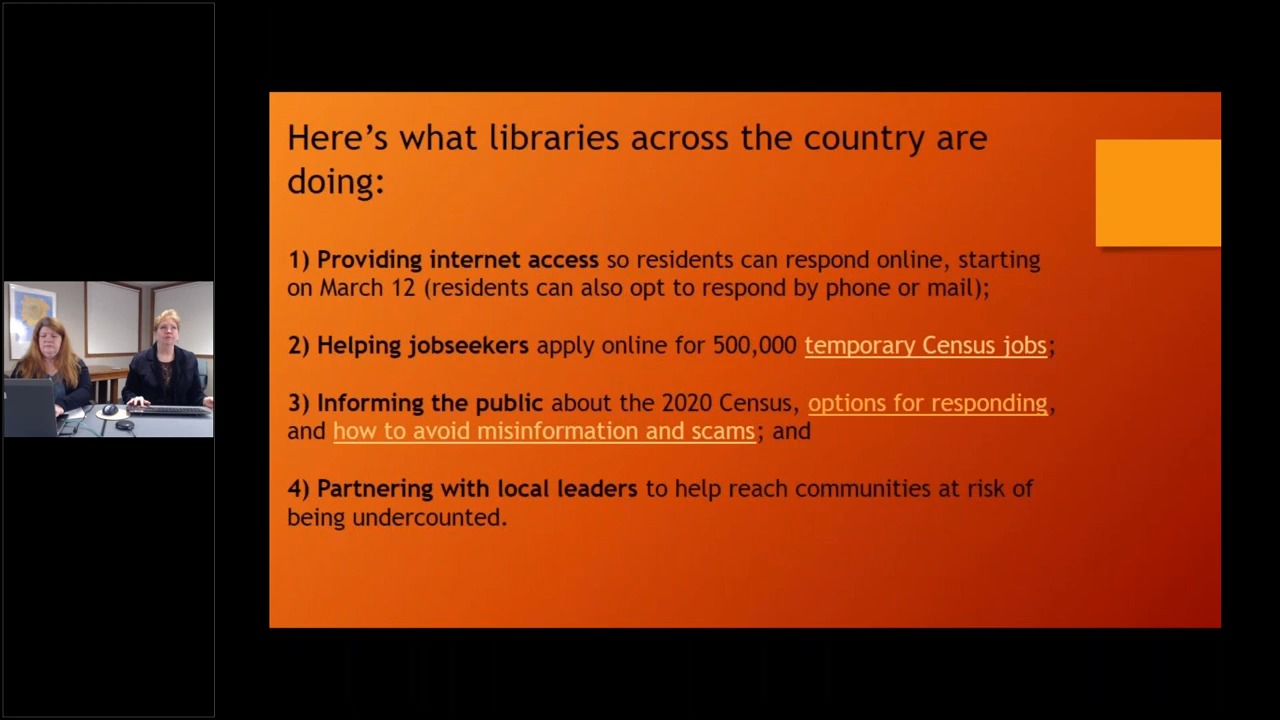 Here’s what libraries across the country are
doing:
1) Providing internet access so residents can respond online, starting
on March 12 (residents can also opt to respond by phone or mail);
2) Helping jobseekers apply online for 500,000 temporary Census jobs;
3) Informing the public about the 2020 Census, options for responding,
and how to avoid misinformation and scams; and
4) Partnering with local leaders to help reach communities at risk of
being undercounted.